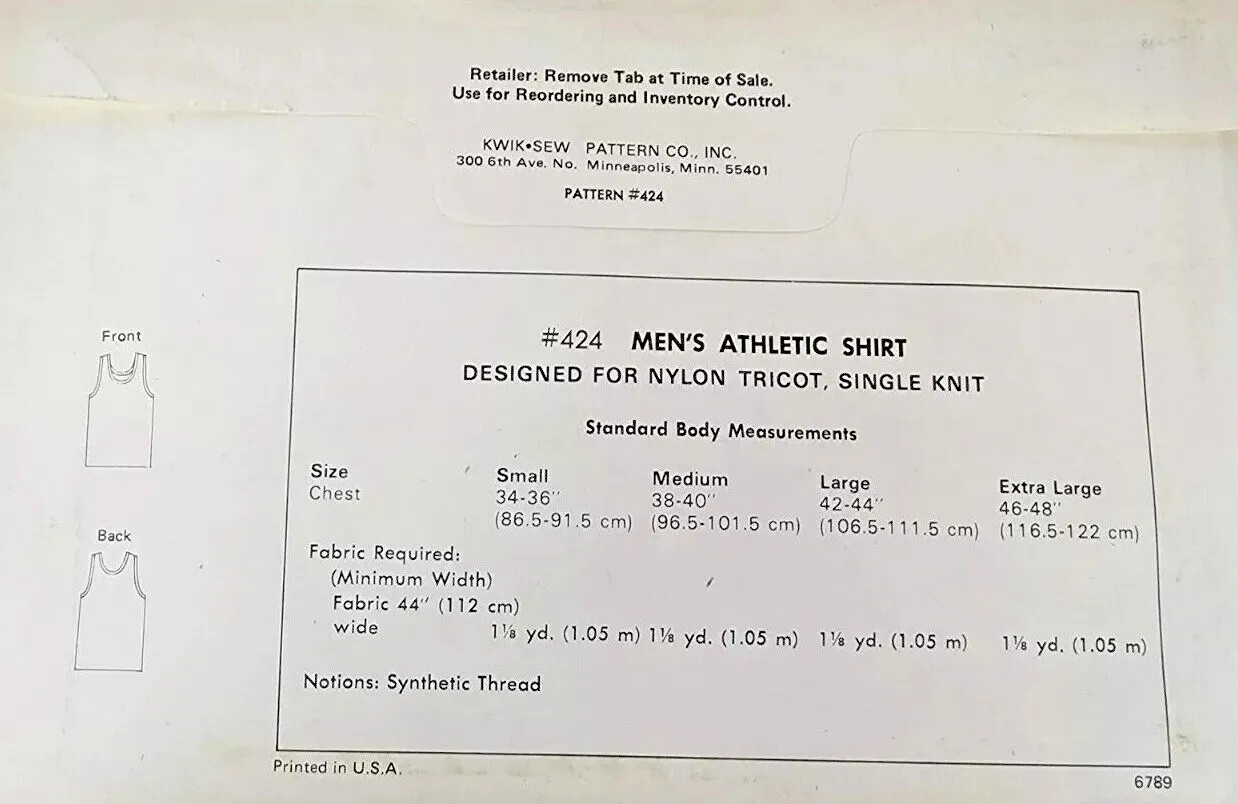 Retailer: Remove Tab at Time of Sale.
Use for Reordering and Inventory Control.
KWIK•SEW PATTERN CO., INC.
300 6th Ave. No. Minneapolis, Minn. 55401
PATTERN #424
Front
Back
#424 MEN'S ATHLETIC SHIRT
DESIGNED FOR NYLON TRICOT, SINGLE KNIT
Standard Body Measurements
Size Small Medium Large Extra Large
Chest 34-36" 38-40" 42-44" 46-48"
(86.5-91.5 cm) (96.5-101.5 cm) (106.5-111.5 cm) (116.5-122 cm)
Fabric Required:
(Minimum Width)
Fabric 44" (112 cm)
wide 1⅛ yd. (1.05 m) 1⅛ yd. (1.05 m) 1⅛ yd. (1.05 m) 1⅛ yd. (1.05 m)
Notions: Synthetic Thread
Printed in U.S.A.
6789